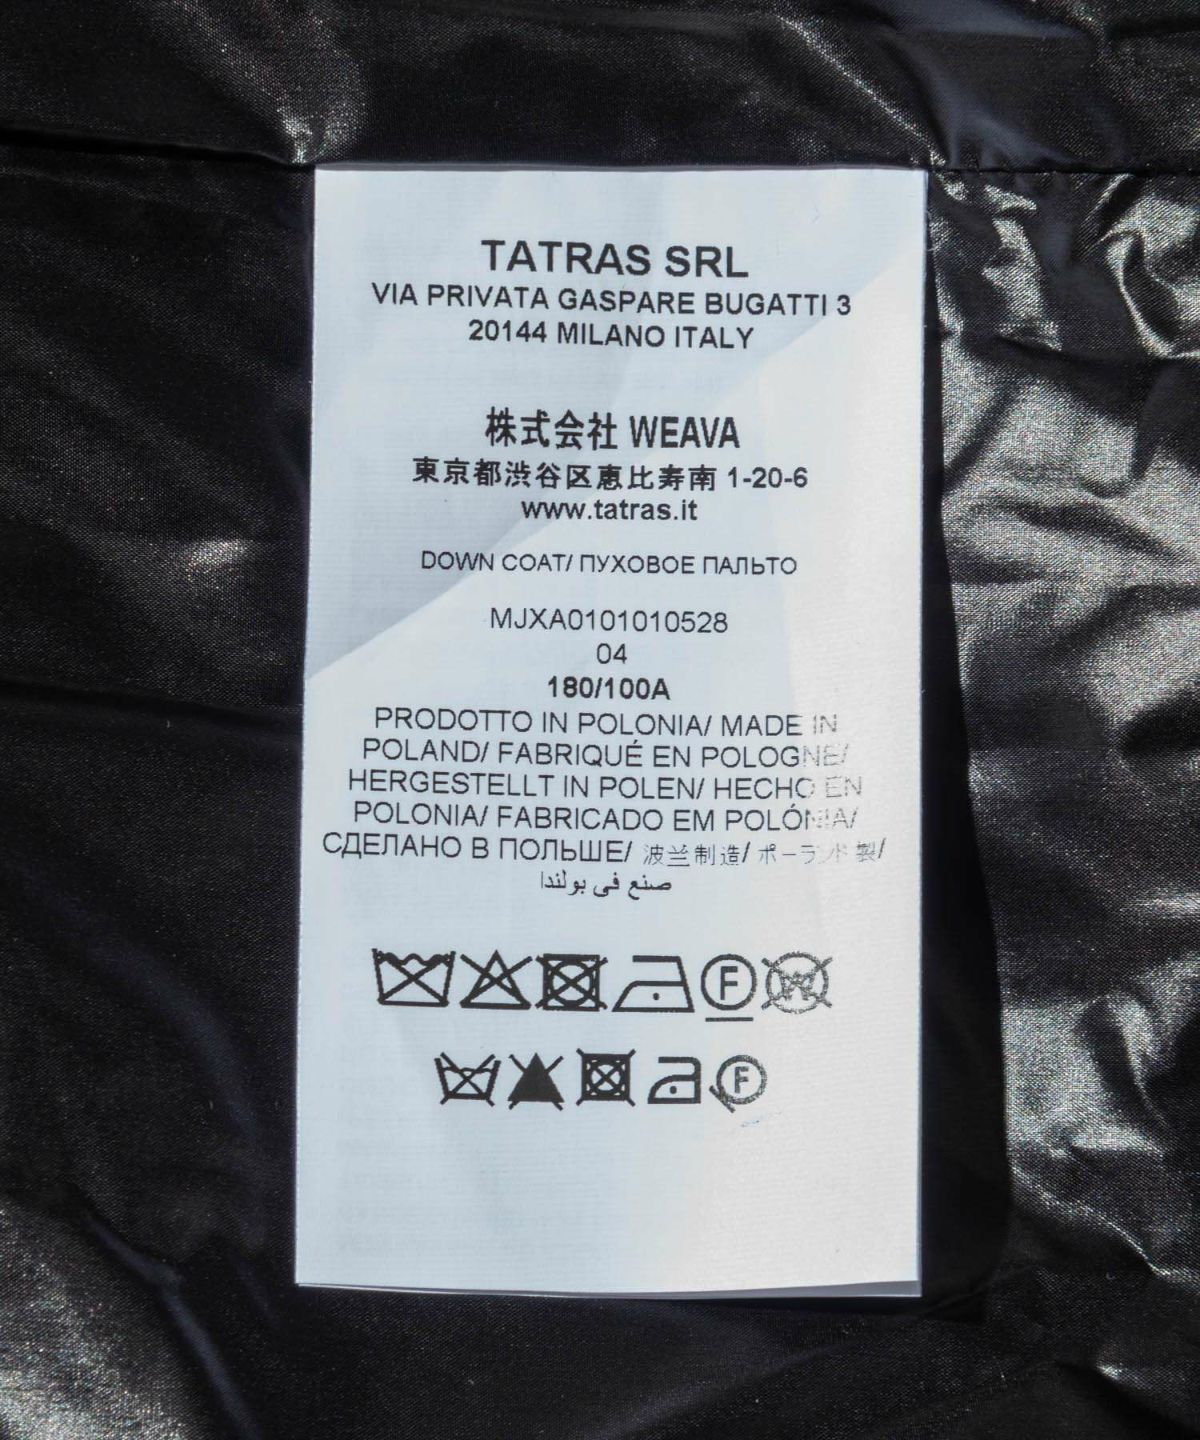 TATRAS SRL
VIA PRIVATA GASPARE BUGATTI 3
20144 MILANO ITALY
株式会社 WEAVA
東京都渋谷区恵比寿南 1-20-6
www.tatras.it
DOWN COAT/ ПУХОВОЕ ПАЛЬТО
MJXA0101010528
04
180/100A
PRODOTTO IN POLONIA/ MADE IN
POLAND/ FABRIQUÉ EN POLOGNE/
HERGESTELLT IN POLEN/ HECHO EN
POLONIA/ FABRICADO EM POLÓNIA/
СДЕЛАНО В ПОЛЬШЕ/ 波兰制造/ ポーランド製/
صنع في بولندا
F W
F